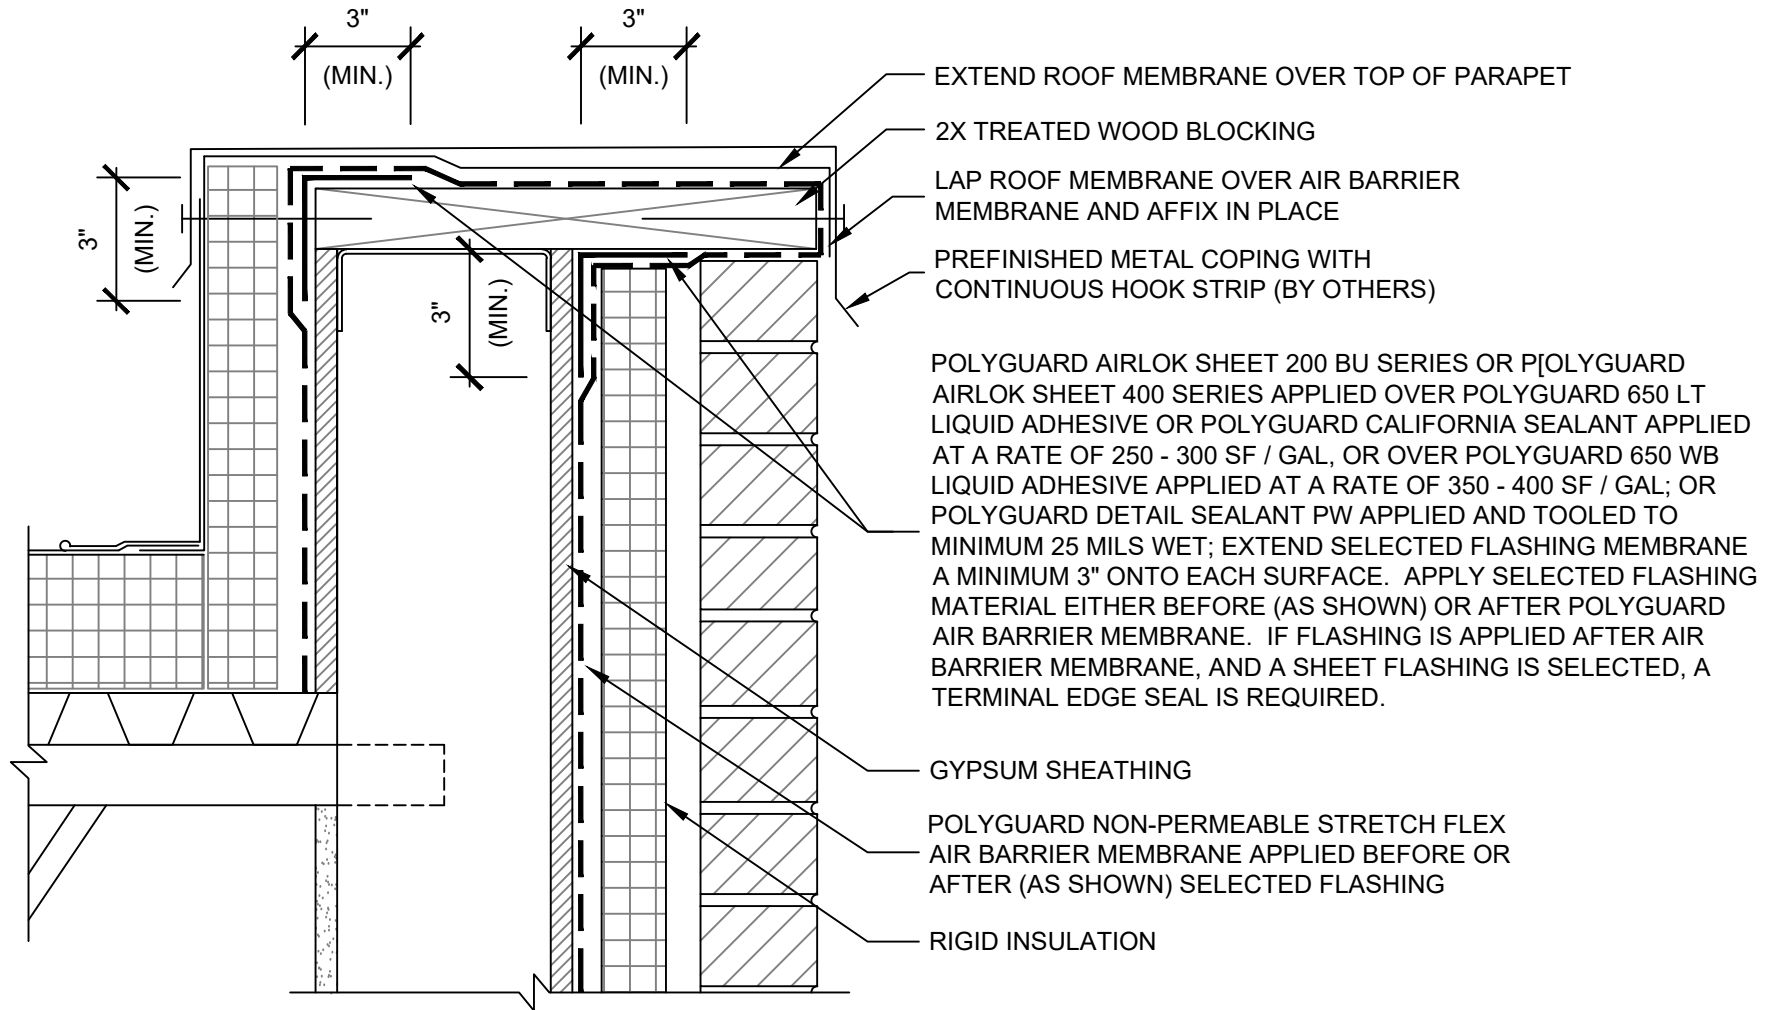 3"
(MIN.)
3"
(MIN.)
3"
(MIN.)
3"
(MIN.)
EXTEND ROOF MEMBRANE OVER TOP OF PARAPET
2X TREATED WOOD BLOCKING
LAP ROOF MEMBRANE OVER AIR BARRIER
MEMBRANE AND AFFIX IN PLACE
PREFINISHED METAL COPING WITH
CONTINUOUS HOOK STRIP (BY OTHERS)
POLYGUARD AIRLOK SHEET 200 BU SERIES OR P[OLYGUARD
AIRLOK SHEET 400 SERIES APPLIED OVER POLYGUARD 650 LT
LIQUID ADHESIVE OR POLYGUARD CALIFORNIA SEALANT APPLIED
AT A RATE OF 250 - 300 SF / GAL, OR OVER POLYGUARD 650 WB
LIQUID ADHESIVE APPLIED AT A RATE OF 350 - 400 SF / GAL; OR
POLYGUARD DETAIL SEALANT PW APPLIED AND TOOLED TO
MINIMUM 25 MILS WET; EXTEND SELECTED FLASHING MEMBRANE
A MINIMUM 3" ONTO EACH SURFACE.  APPLY SELECTED FLASHING
MATERIAL EITHER BEFORE (AS SHOWN) OR AFTER POLYGUARD
AIR BARRIER MEMBRANE.  IF FLASHING IS APPLIED AFTER AIR
BARRIER MEMBRANE, AND A SHEET FLASHING IS SELECTED, A
TERMINAL EDGE SEAL IS REQUIRED.
GYPSUM SHEATHING
POLYGUARD NON-PERMEABLE STRETCH FLEX
AIR BARRIER MEMBRANE APPLIED BEFORE OR
AFTER (AS SHOWN) SELECTED FLASHING
RIGID INSULATION